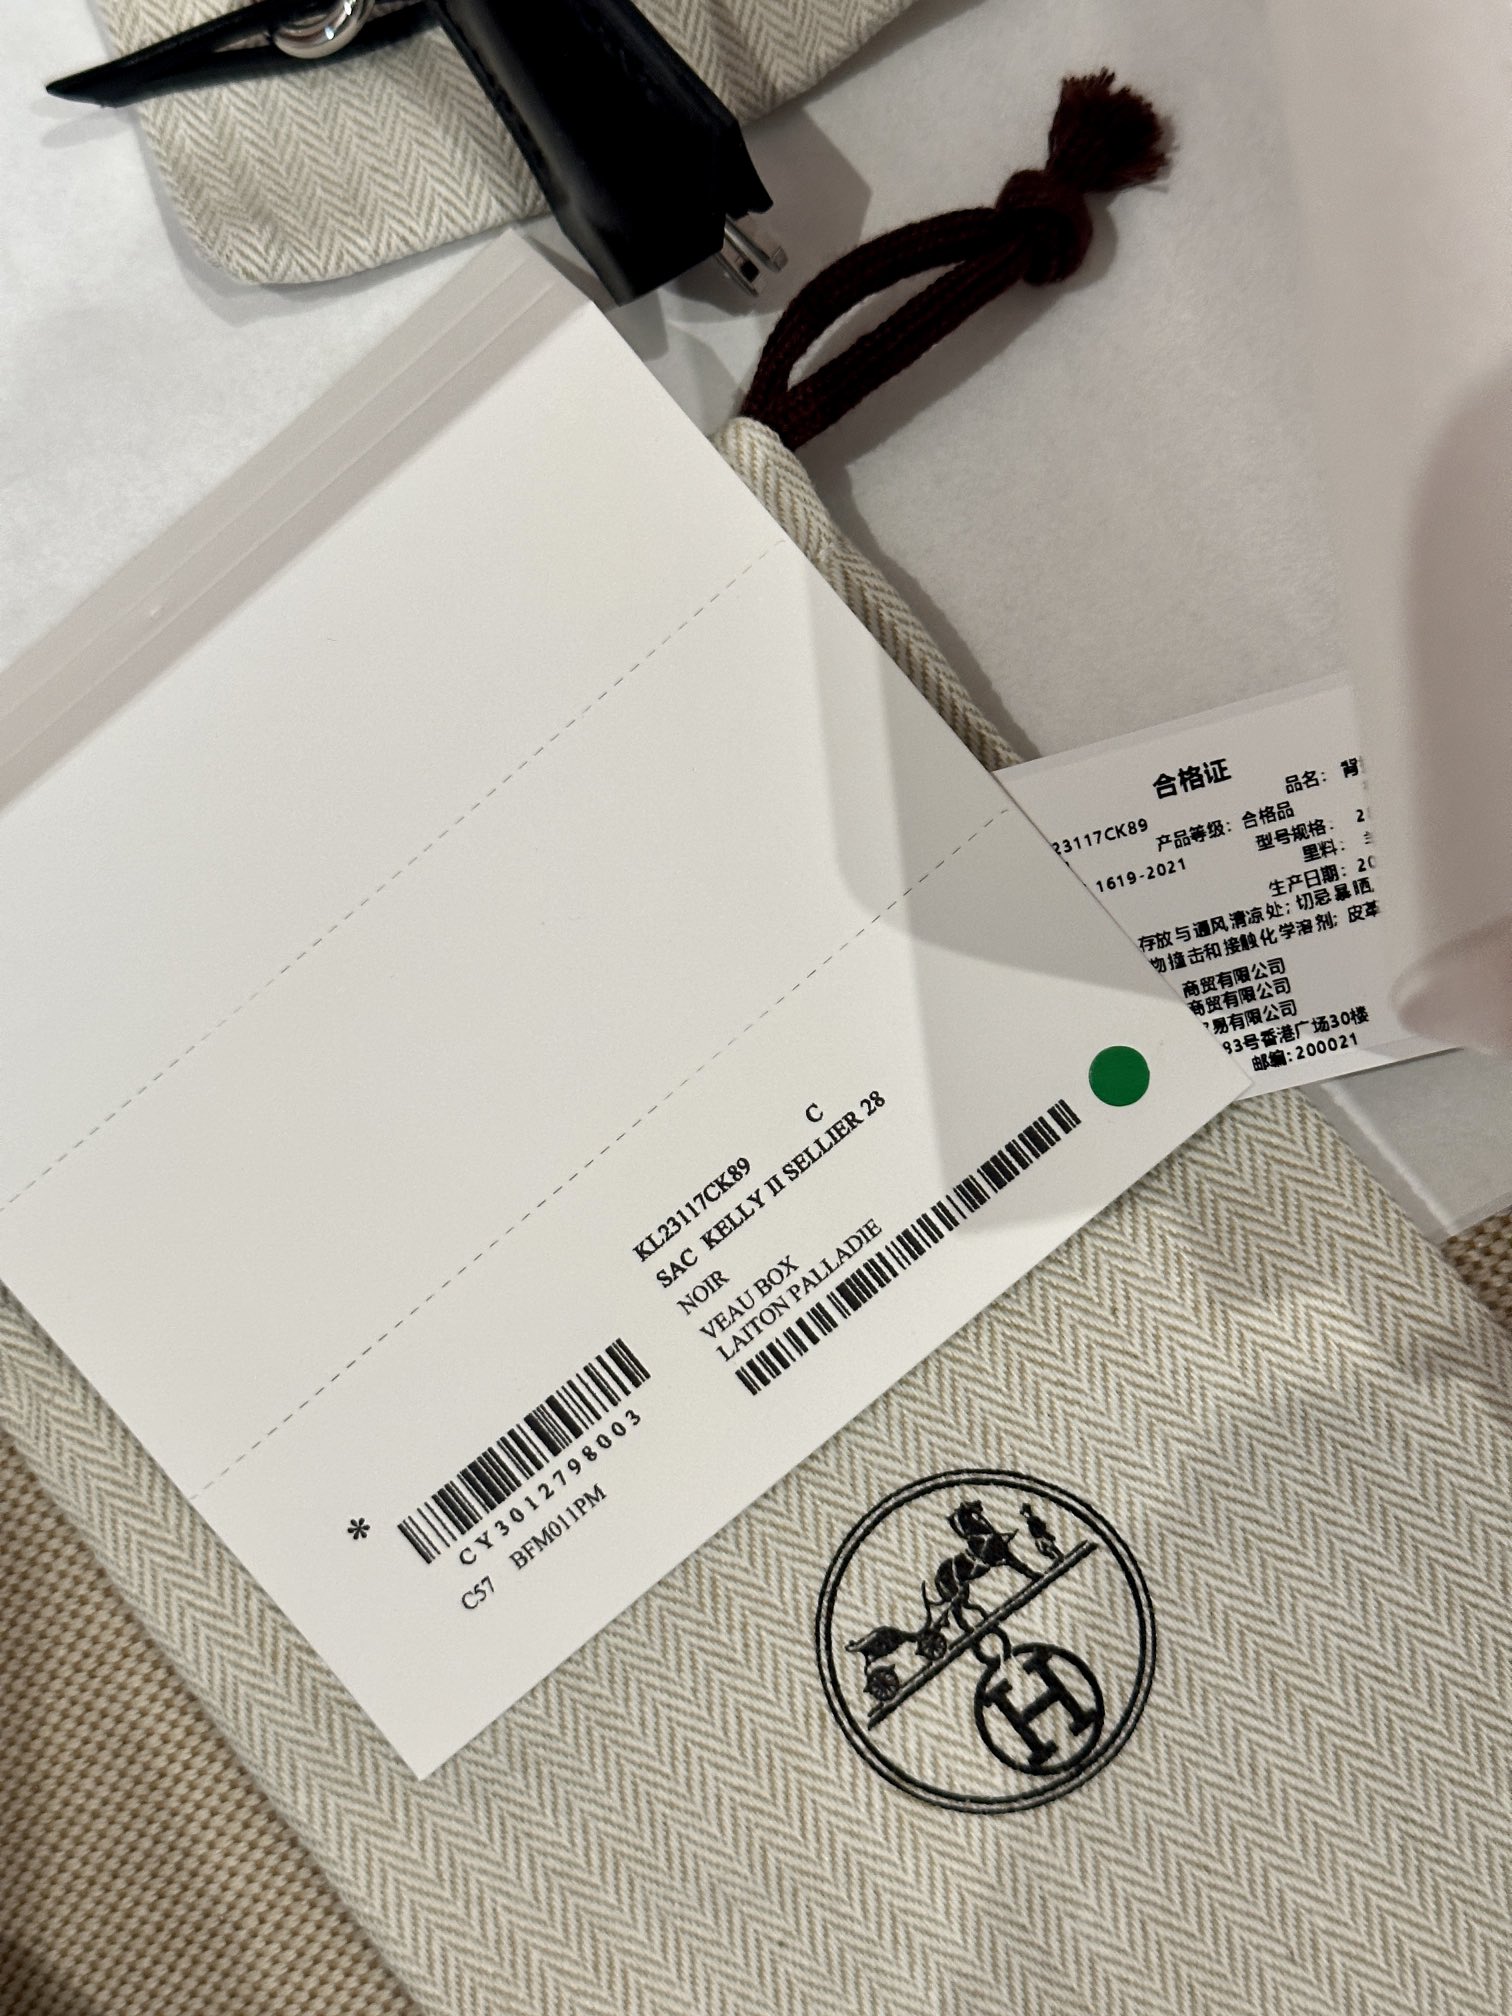 KL23117CK89 C
SAC KELLY II SELLIER 28
NOIR
VEAU BOX
LAITON PALLADIE
*
CY3012798003
C57 BFM011PM
合格证
品名：
23117CK89
产品等级：合格品
型号规格：
1619-2021
里料：
生产日期：20
存放与通风清凉处；切忌暴晒
物撞击和接触化学溶剂；皮革
商贸有限公司
商贸有限公司
易有限公司
83号香港广场30楼
邮编：200021
H